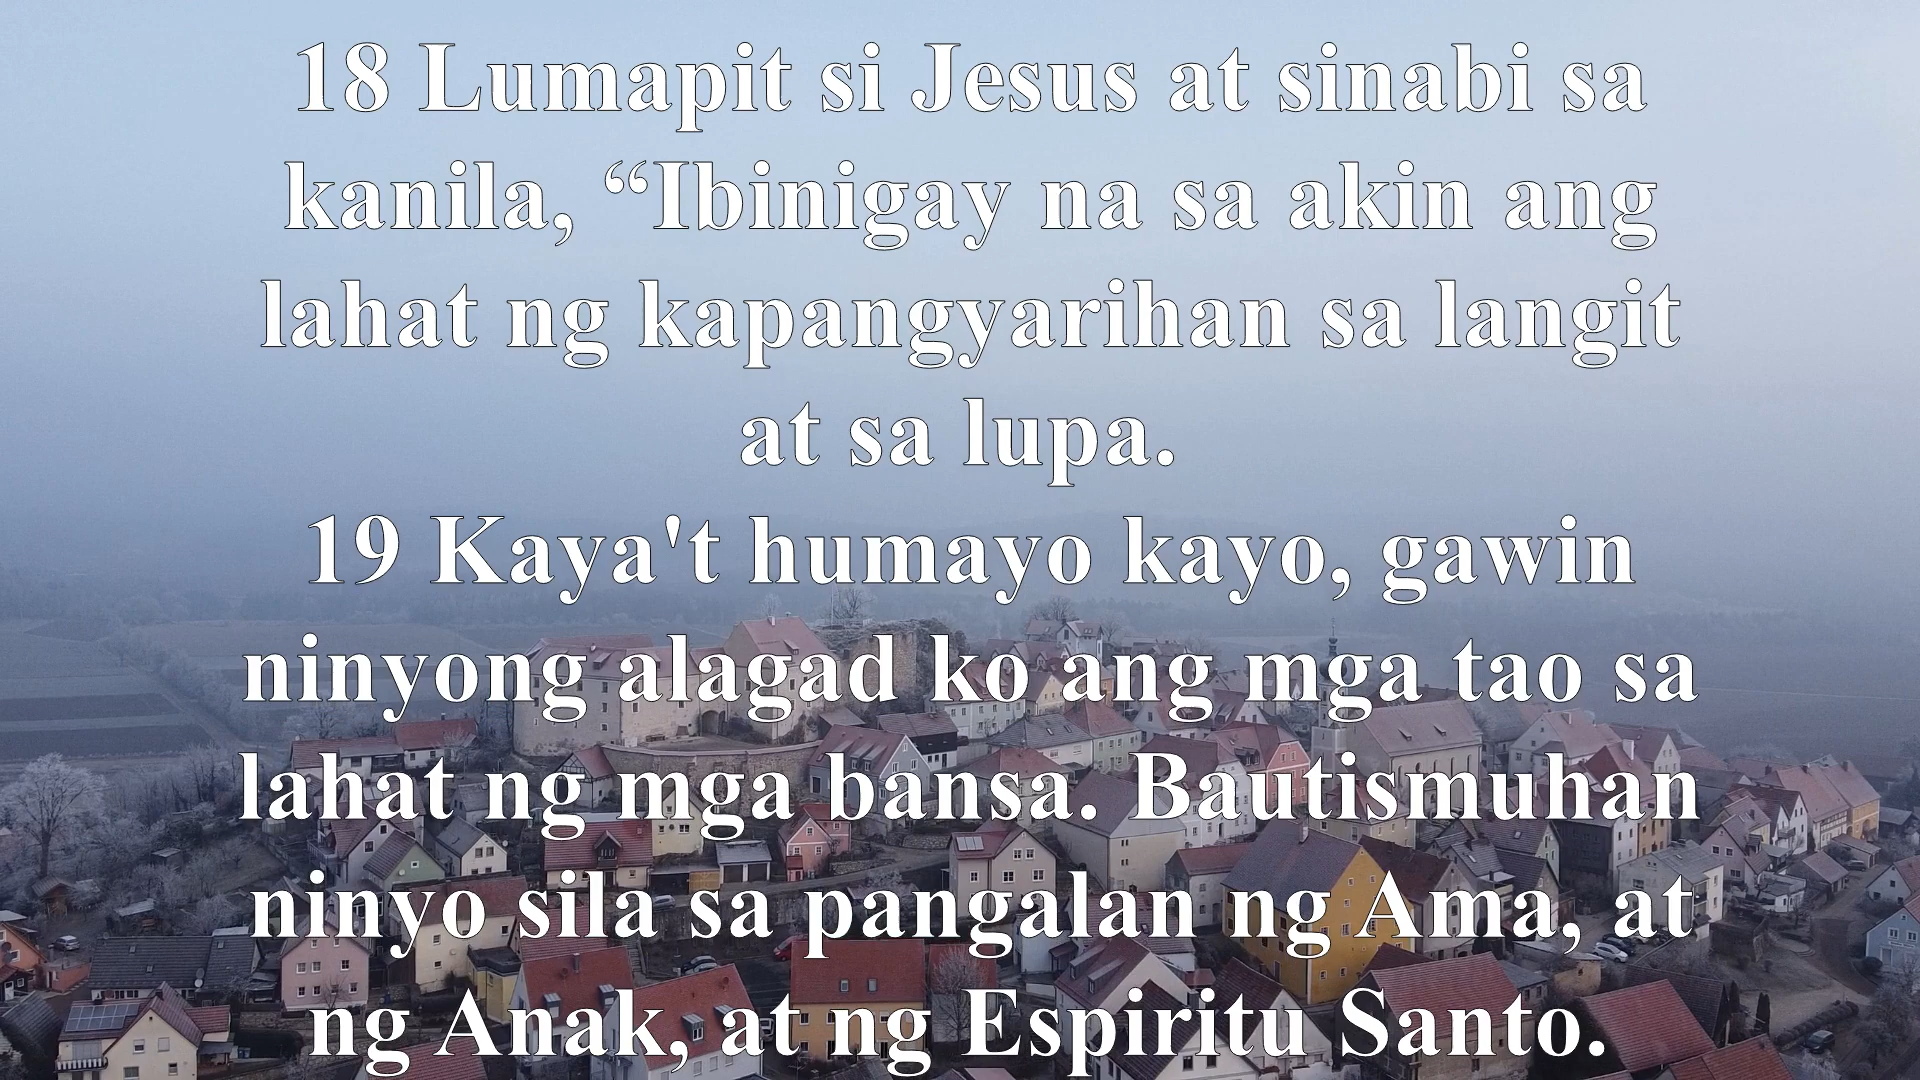 18 Lumapit si Jesus at sinabi sa
kanila, “Ibinigay na sa akin ang
lahat ng kapangyarihan sa langit
at sa lupa.
19 Kaya't humayo kayo, gawin
ninyong alagad ko ang mga tao sa
lahat ng mga bansa. Bautismuhan
ninyo sila sa pangalan ng Ama, at
ng Anak, at ng Espiritu Santo.